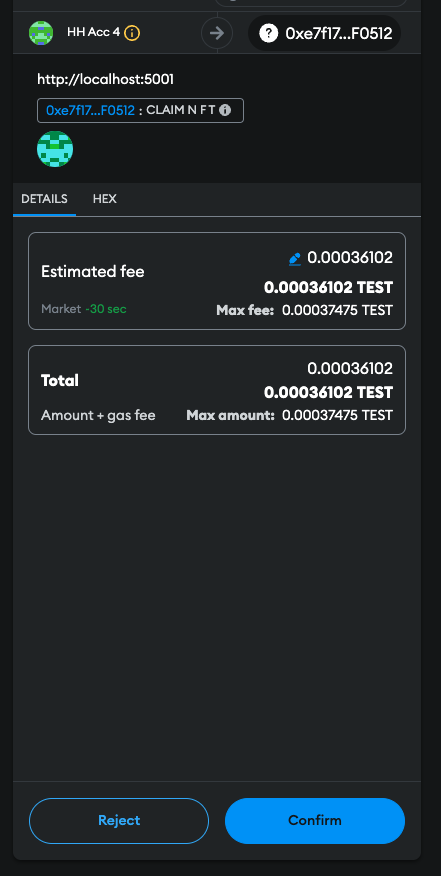 HH Acc 4 0xe7f17...F0512
http://localhost:5001
0xe7f17...F0512 : CLAIM N F T
DETAILS HEX
0.00036102
Estimated fee
0.00036102 TEST
Market ~30 sec Max fee: 0.00037475 TEST
0.00036102
Total 0.00036102 TEST
Amount + gas fee Max amount: 0.00037475 TEST
Reject Confirm